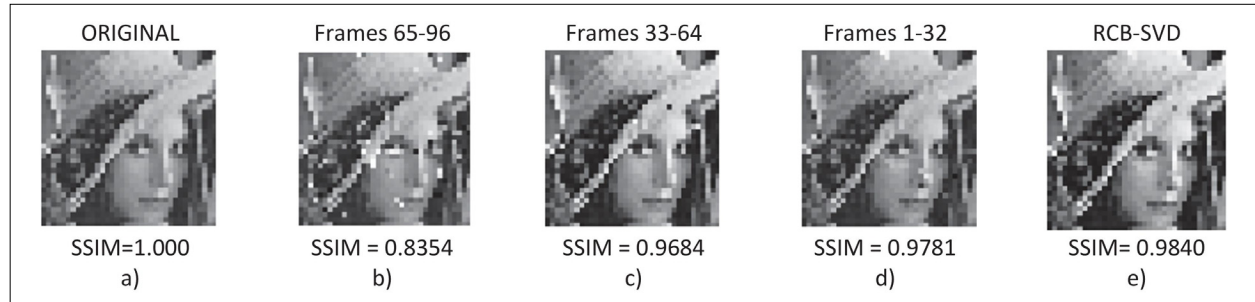 ORIGINAL
Frames 65-96
Frames 33-64
Frames 1-32
RCB-SVD
SSIM=1.000
SSIM = 0.8354
SSIM = 0.9684
SSIM = 0.9781
SSIM= 0.9840
a)
b)
c)
d)
e)